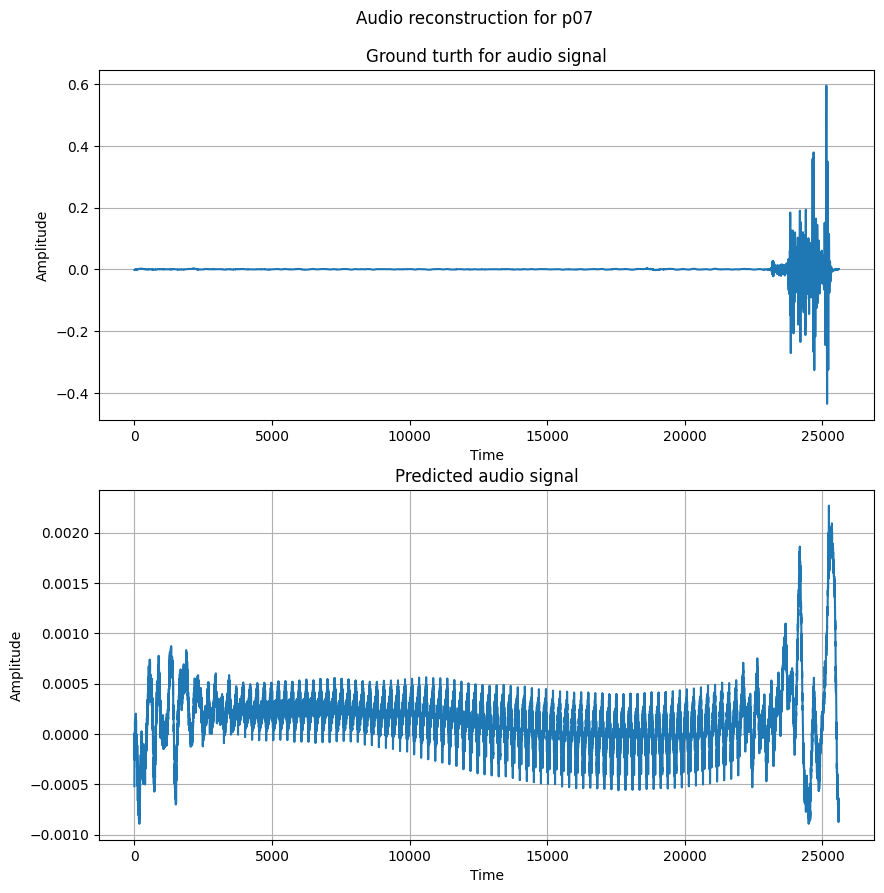 Audio reconstruction for p07
Ground turth for audio signal
0.6
0.4
0.2
0.0
−0.2
−0.4
Amplitude
0 5000 10000 15000 20000 25000
Time
Predicted audio signal
0.0020
0.0015
0.0010
0.0005
0.0000
−0.0005
−0.0010
Amplitude
0 5000 10000 15000 20000 25000
Time